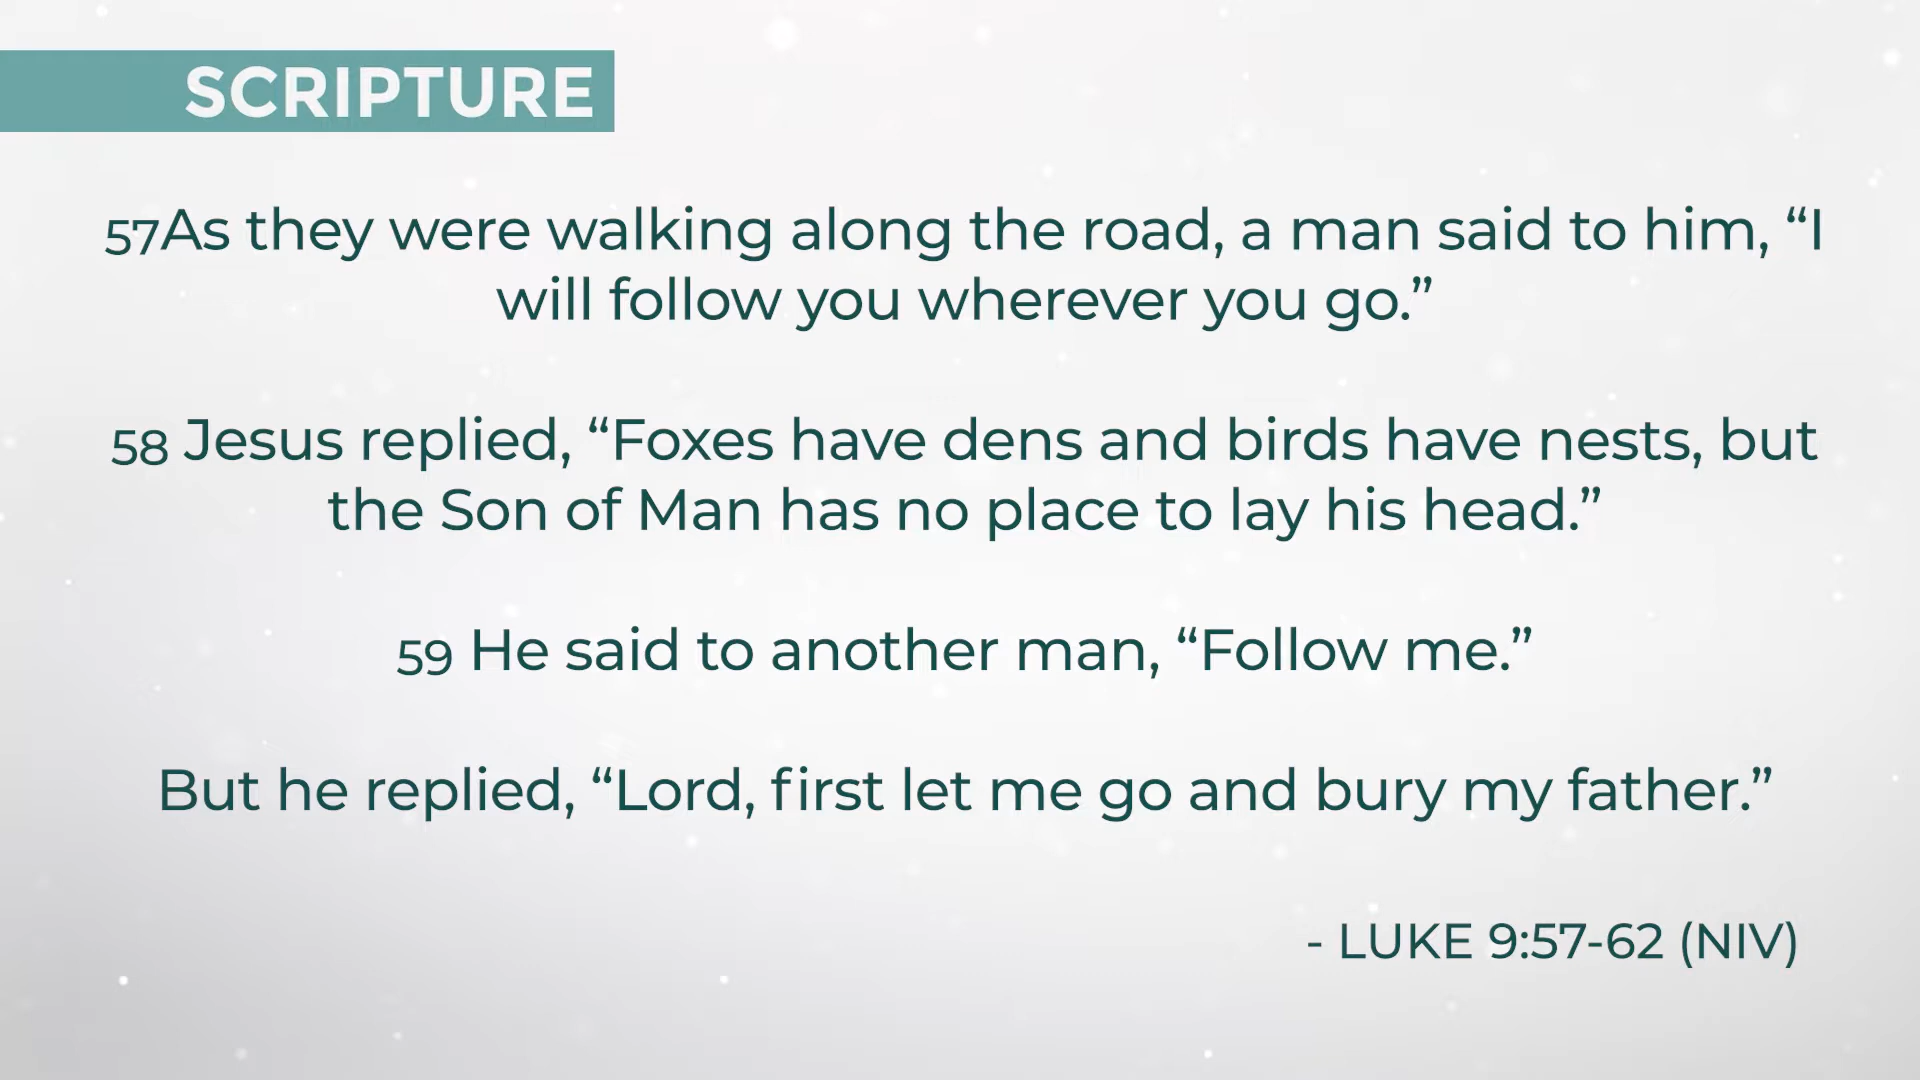 SCRIPTURE
57As they were walking along the road, a man said to him, “I
will follow you wherever you go.”
58 Jesus replied, “Foxes have dens and birds have nests, but
the Son of Man has no place to lay his head.”
59 He said to another man, “Follow me.”
But he replied, “Lord, first let me go and bury my father.”
- LUKE 9:57-62 (NIV)